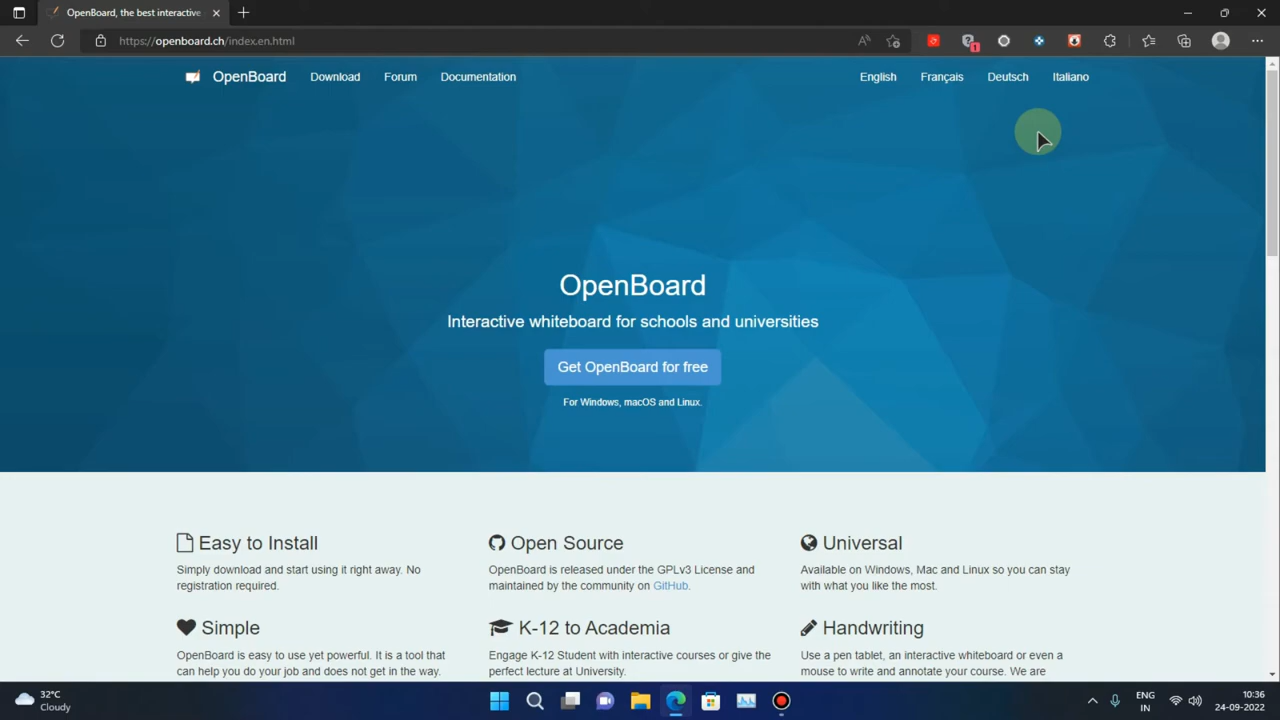 OpenBoard, the best interactive
https://openboard.ch/index.en.html
1
OpenBoard Download Forum Documentation English Français Deutsch Italiano
OpenBoard
Interactive whiteboard for schools and universities
Get OpenBoard for free
For Windows, macOS and Linux.
Easy to Install
Simply download and start using it right away. No
registration required.
Open Source
OpenBoard is released under the GPLv3 License and
maintained by the community on GitHub.
Universal
Available on Windows, Mac and Linux so you can stay
with what you like the most.
Simple
OpenBoard is easy to use yet powerful. It is a tool that
can help you do your job and does not get in the way.
K-12 to Academia
Engage K-12 Student with interactive courses or give the
perfect lecture at University.
Handwriting
Use a pen tablet, an interactive whiteboard or even a
mouse to write and annotate your course. We are
32°C
Cloudy
ENG
IN
10:36
24-09-2022